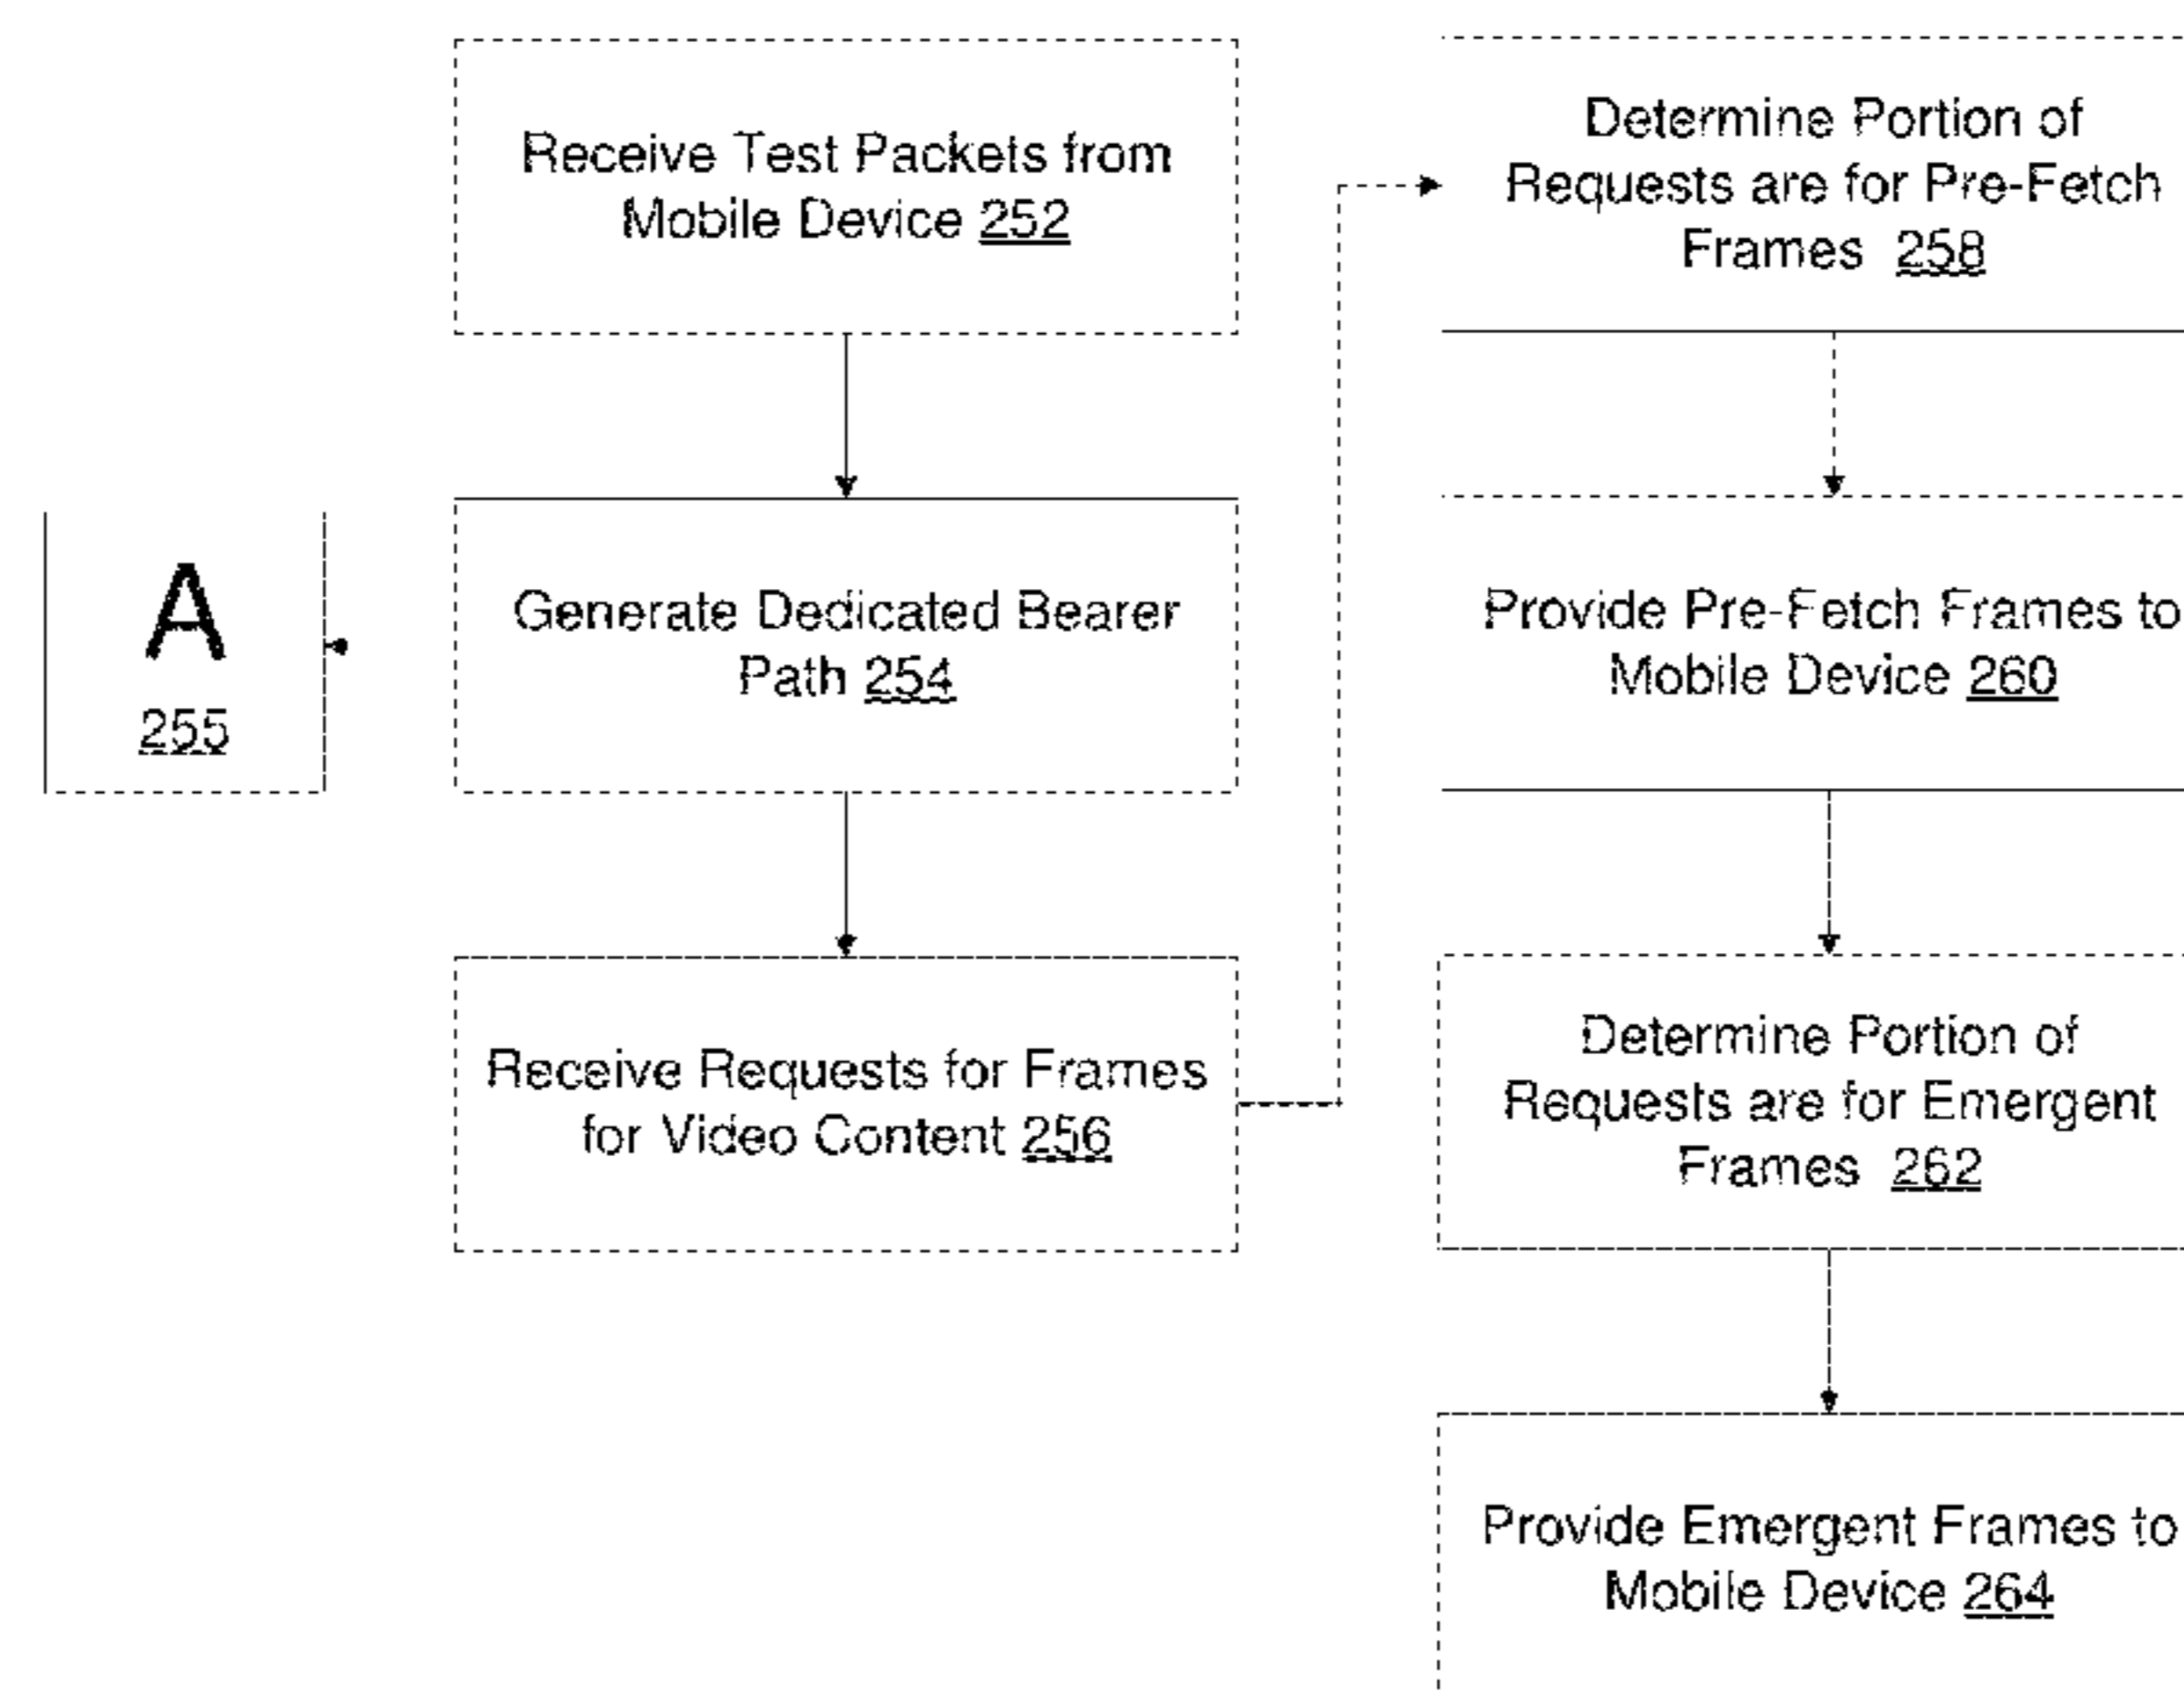 Receive Test Packets from
Mobile Device 252
Generate Dedicated Bearer
Path 254
A
255
Receive Requests for Frames
for Video Content 256
Determine Portion of
Requests are for Pre-Fetch
Frames 258
Provide Pre-Fetch Frames to
Mobile Device 260
Determine Portion of
Requests are for Emergent
Frames 262
Provide Emergent Frames to
Mobile Device 264